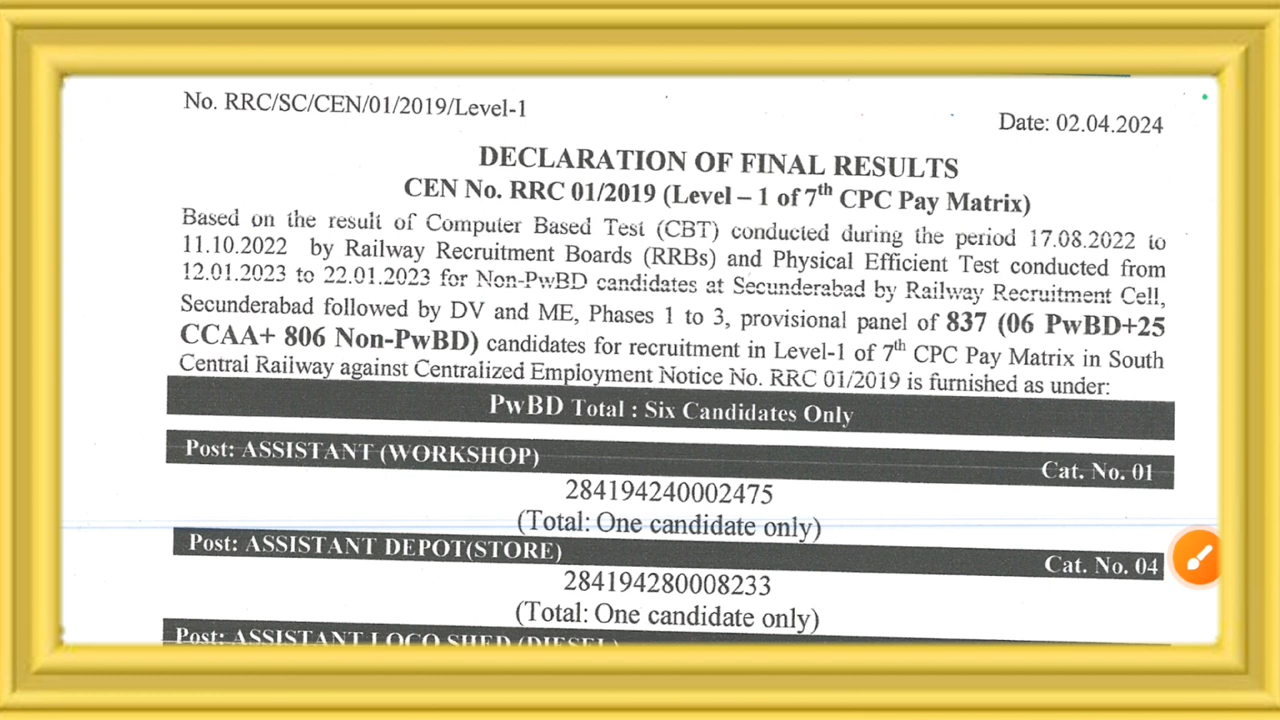 No. RRC/SC/CEN/01/2019/Level-1
Date: 02.04.2024
DECLARATION OF FINAL RESULTS
CEN No. RRC 01/2019 (Level – 1 of 7th CPC Pay Matrix)
Based on the result of Computer Based Test (CBT) conducted during the period 17.08.2022 to
11.10.2022 by Railway Recruitment Boards (RRBs) and Physical Efficient Test conducted from
12.01.2023 to 22.01.2023 for Non-PwBD candidates at Secunderabad by Railway Recruitment Cell,
Secunderabad followed by DV and ME, Phases 1 to 3, provisional panel of 837 (06 PwBD+25
CCAA+ 806 Non-PwBD) candidates for recruitment in Level-1 of 7th CPC Pay Matrix in South
Central Railway against Centralized Employment Notice No. RRC 01/2019 is furnished as under:
PwBD Total : Six Candidates Only
Post: ASSISTANT (WORKSHOP) Cat. No. 01
284194240002475
(Total: One candidate only)
Post: ASSISTANT DEPOT(STORE) Cat. No. 04
284194280008233
(Total: One candidate only)
Post: ASSISTANT LOCO SHED (DIESEL)